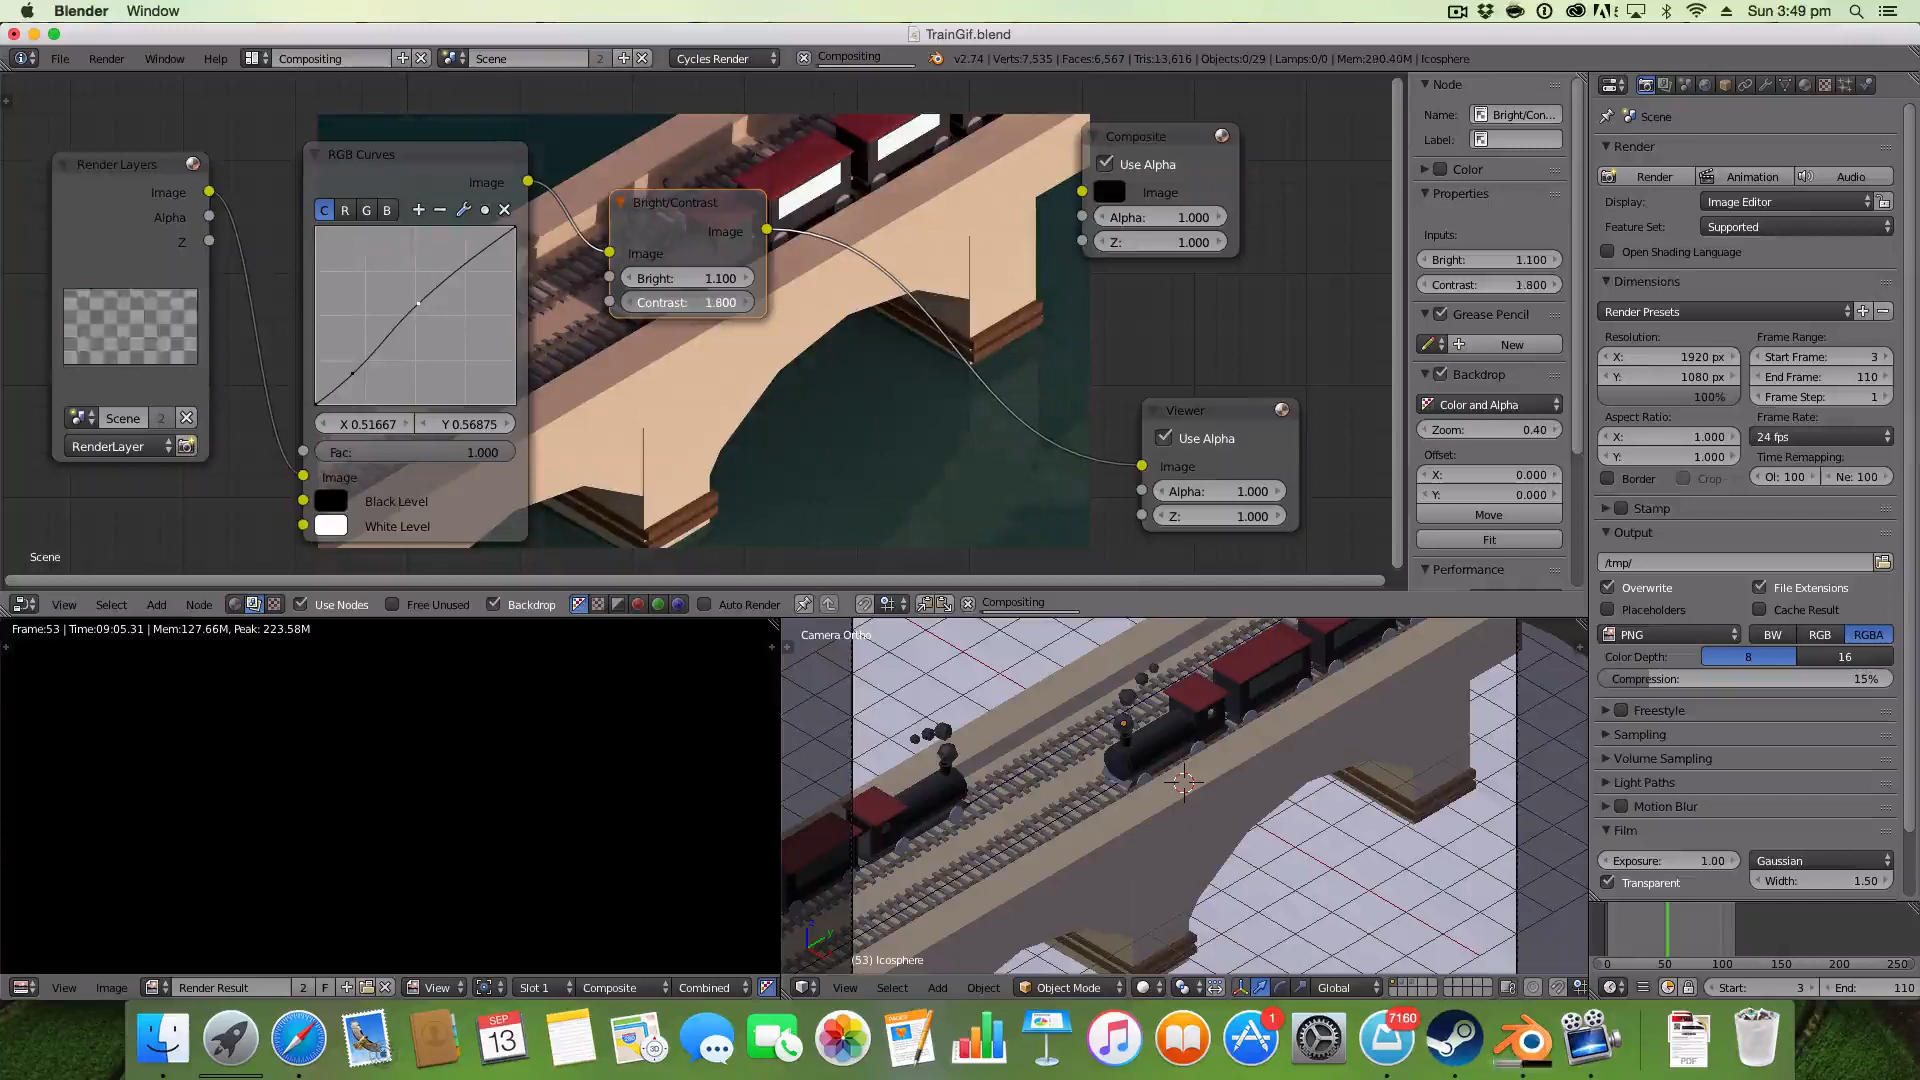 Blender Window
Sun 3:49 pm
TrainGif.blend
File Render Window Help Compositing Scene 2 Cycles Render Compositing v2.74 | Verts:7,535 | Faces:6,567 | Tris:13,616 | Objects:0/29 | Lamps:0/0 | Mem:290.40M | Icosphere
Render Layers
Image
Alpha
Z
Scene 2
RenderLayer
RGB Curves
Image
C R G B
X 0.51667 Y 0.56875
Fac: 1.000
Image
Black Level
White Level
Bright/Contrast
Image
Image
Bright: 1.100
Contrast: 1.800
Composite
Use Alpha
Image
Alpha: 1.000
Z: 1.000
Viewer
Use Alpha
Image
Alpha: 1.000
Z: 1.000
Scene
Node
Name: Bright/Con...
Label:
Color
Properties
Inputs:
Bright: 1.100
Contrast: 1.800
Grease Pencil
New
Backdrop
Color and Alpha
Zoom: 0.40
Offset:
X: 0.000
Y: 0.000
Move
Fit
Performance
View Select Add Node Use Nodes Free Unused Backdrop Auto Render Compositing
Frame:53 | Time:09:05.31 | Mem:127.66M, Peak: 223.58M
Camera Ortho
(53) Icosphere
View Image Render Result 2 F View Slot 1 Composite Combined
View Select Add Object Object Mode Global
Scene
Render
Render Animation Audio
Display: Image Editor
Feature Set: Supported
Open Shading Language
Dimensions
Render Presets
Resolution: Frame Range:
X: 1920 px Start Frame: 3
Y: 1080 px End Frame: 110
100% Frame Step: 1
Aspect Ratio: Frame Rate:
X: 1.000 24 fps
Y: 1.000 Time Remapping:
Border Crop Ol: 100 Ne: 100
Stamp
Output
/tmp/
Overwrite File Extensions
Placeholders Cache Result
PNG BW RGB RGBA
Color Depth: 8 16
Compression: 15%
Freestyle
Sampling
Volume Sampling
Light Paths
Motion Blur
Film
Exposure: 1.00 Gaussian
Transparent Width: 1.50
0 50 100 150 200 250
Start: 3 End: 110
SEP
13
3D
1
7160
PDF